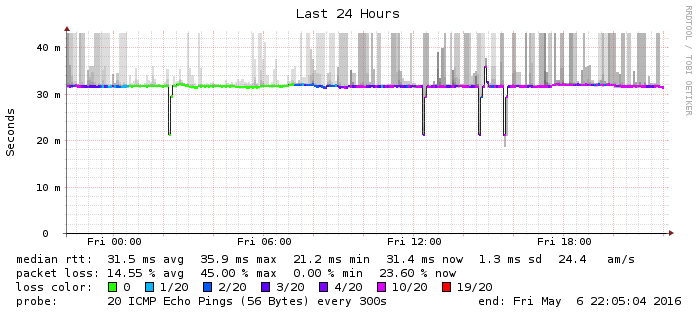 Last 24 Hours
RRDTOOL / TOBI OETIKER
Seconds
40 m
30 m
20 m
10 m
0
Fri 00:00 Fri 06:00 Fri 12:00 Fri 18:00
median rtt: 31.5 ms avg 35.9 ms max 21.2 ms min 31.4 ms now 1.3 ms sd 24.4 am/s
packet loss: 14.55 % avg 45.00 % max 0.00 % min 23.60 % now
loss color: 0 1/20 2/20 3/20 4/20 10/20 19/20
probe: 20 ICMP Echo Pings (56 Bytes) every 300s end: Fri May 6 22:05:04 2016